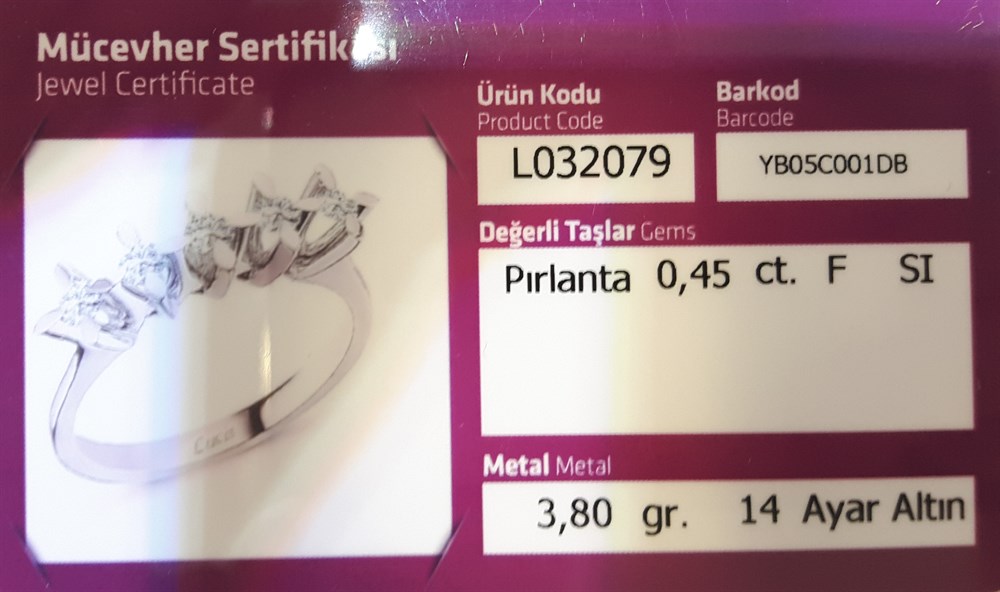 Mücevher Sertifikası
Jewel Certificate
Ürün Kodu
Product Code
L032079
Barkod
Barcode
YB05C001DB
Değerli Taşlar Gems
Pırlanta 0,45 ct. F SI
Metal Metal
3,80 gr. 14 Ayar Altın